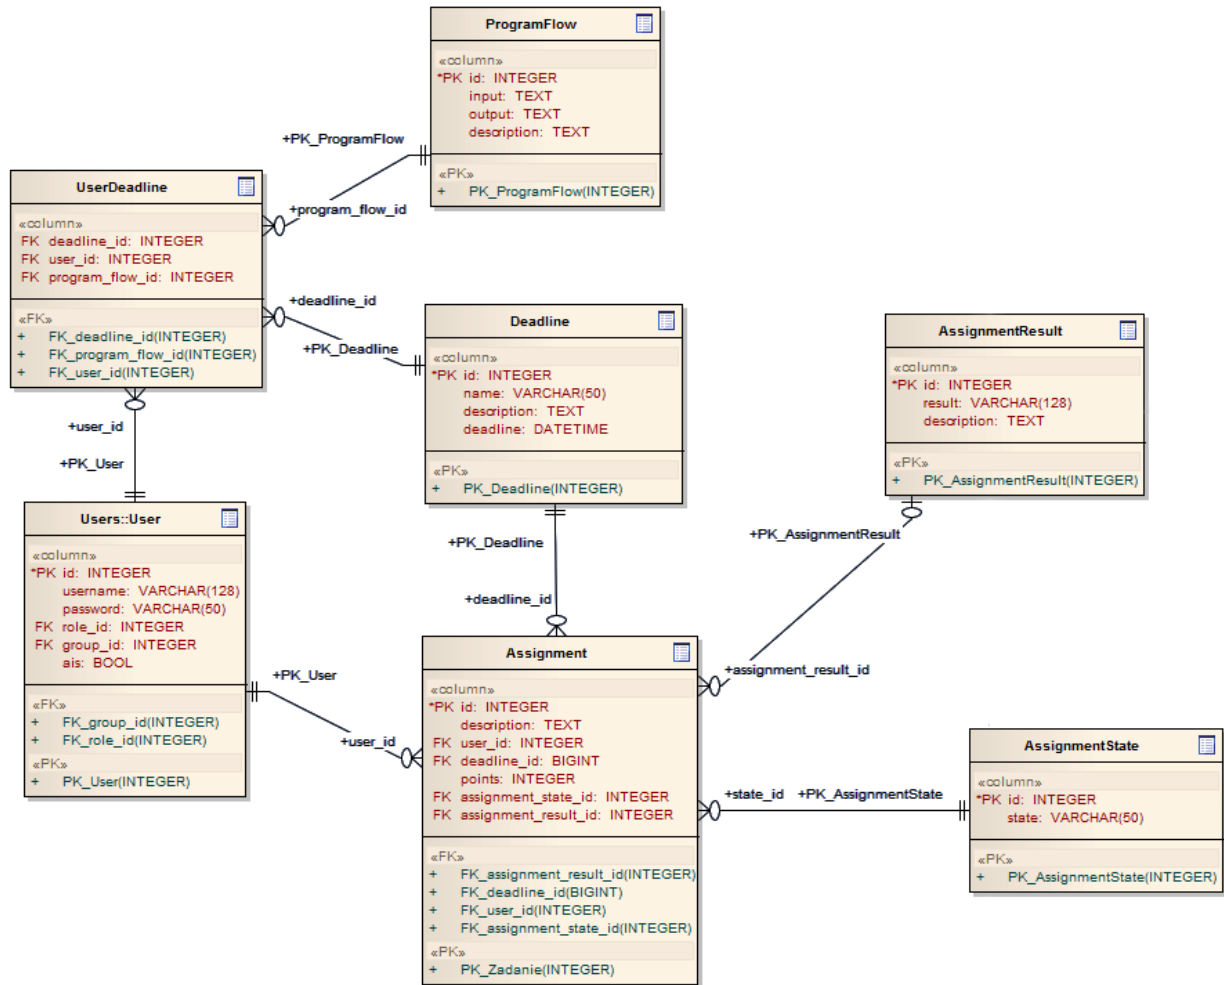 ProgramFlow
«column»
*PK id: INTEGER
input: TEXT
output: TEXT
description: TEXT
«PK»
+ PK_ProgramFlow(INTEGER)
+PK_ProgramFlow
+program_flow_id
UserDeadline
«column»
FK deadline_id: INTEGER
FK user_id: INTEGER
FK program_flow_id: INTEGER
«FK»
+ FK_deadline_id(INTEGER)
+ FK_program_flow_id(INTEGER)
+ FK_user_id(INTEGER)
+deadline_id
+PK_Deadline
Deadline
«column»
*PK id: INTEGER
name: VARCHAR(50)
description: TEXT
deadline: DATETIME
«PK»
+ PK_Deadline(INTEGER)
AssignmentResult
«column»
*PK id: INTEGER
result: VARCHAR(128)
description: TEXT
«PK»
+ PK_AssignmentResult(INTEGER)
+user_id
+PK_User
Users::User
«column»
*PK id: INTEGER
username: VARCHAR(128)
password: VARCHAR(50)
FK role_id: INTEGER
FK group_id: INTEGER
ais: BOOL
«FK»
+ FK_group_id(INTEGER)
+ FK_role_id(INTEGER)
«PK»
+ PK_User(INTEGER)
+PK_Deadline
+deadline_id
+PK_AssignmentResult
+assignment_result_id
+PK_User
+user_id
Assignment
«column»
*PK id: INTEGER
description: TEXT
FK user_id: INTEGER
FK deadline_id: BIGINT
points: INTEGER
FK assignment_state_id: INTEGER
FK assignment_result_id: INTEGER
«FK»
+ FK_assignment_result_id(INTEGER)
+ FK_deadline_id(BIGINT)
+ FK_user_id(INTEGER)
+ FK_assignment_state_id(INTEGER)
«PK»
+ PK_Zadanie(INTEGER)
+state_id +PK_AssignmentState
AssignmentState
«column»
*PK id: INTEGER
state: VARCHAR(50)
«PK»
+ PK_AssignmentState(INTEGER)